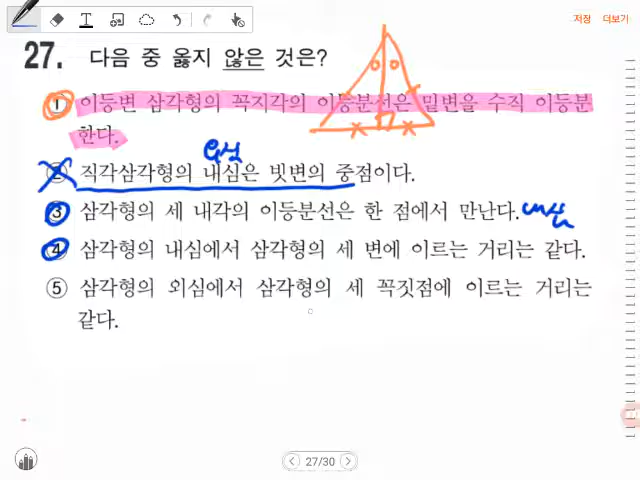 저장 더보기
27. 다음 중 옳지 않은 것은?
① 이등변 삼각형의 꼭지각의 이등분선은 밑변을 수직 이등분
한다.
외심
② 직각삼각형의 내심은 빗변의 중점이다.
③ 삼각형의 세 내각의 이등분선은 한 점에서 만난다. 내심
④ 삼각형의 내심에서 삼각형의 세 변에 이르는 거리는 같다.
⑤ 삼각형의 외심에서 삼각형의 세 꼭짓점에 이르는 거리는
같다.
27/30